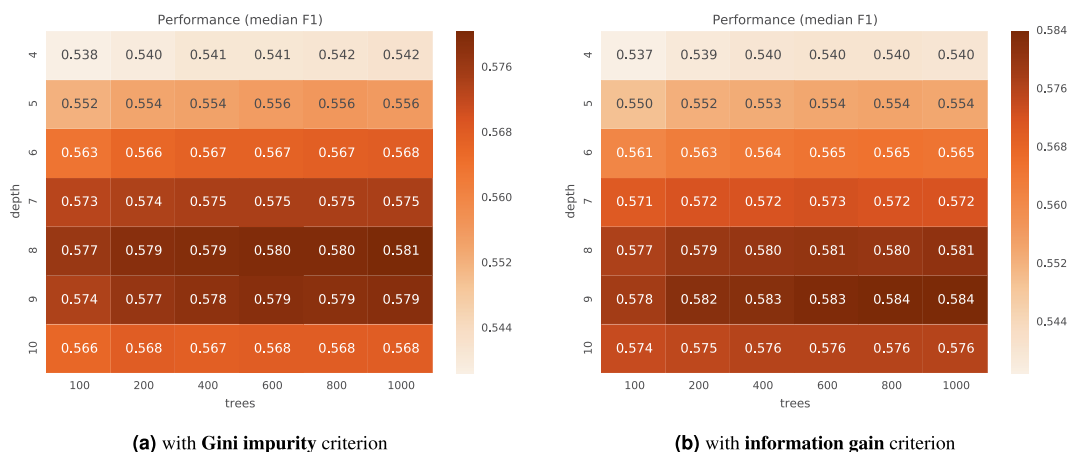 Performance (median F1)
4 0.538 0.540 0.541 0.541 0.542 0.542
5 0.552 0.554 0.554 0.556 0.556 0.556
6 0.563 0.566 0.567 0.567 0.567 0.568
7 0.573 0.574 0.575 0.575 0.575 0.575
8 0.577 0.579 0.579 0.580 0.580 0.581
9 0.574 0.577 0.578 0.579 0.579 0.579
10 0.566 0.568 0.567 0.568 0.568 0.568
depth
100 200 400 600 800 1000
trees
0.576
0.568
0.560
0.552
0.544
(a) with Gini impurity criterion
Performance (median F1)
4 0.537 0.539 0.540 0.540 0.540 0.540
5 0.550 0.552 0.553 0.554 0.554 0.554
6 0.561 0.563 0.564 0.565 0.565 0.565
7 0.571 0.572 0.572 0.573 0.572 0.572
8 0.577 0.579 0.580 0.581 0.580 0.581
9 0.578 0.582 0.583 0.583 0.584 0.584
10 0.574 0.575 0.576 0.576 0.576 0.576
depth
100 200 400 600 800 1000
trees
0.584
0.576
0.568
0.560
0.552
0.544
(b) with information gain criterion